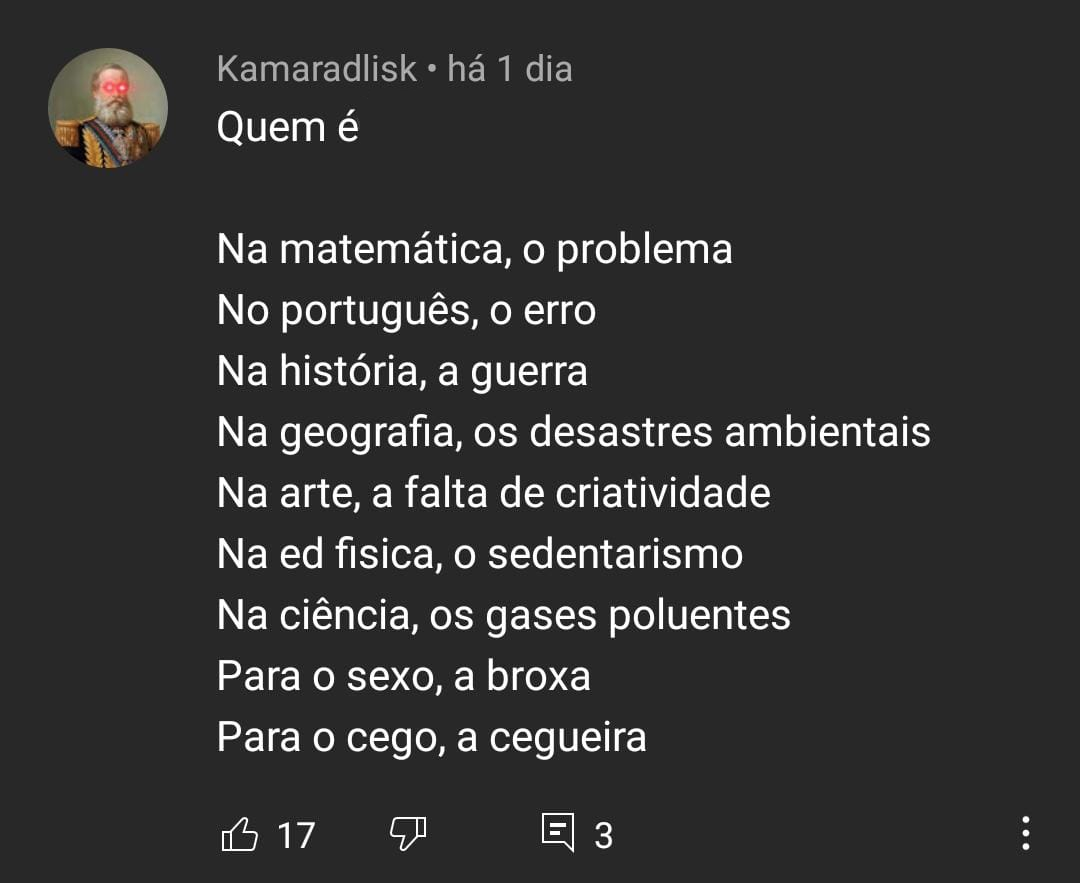 Kamaradlisk • há 1 dia
Quem é
Na matemática, o problema
No português, o erro
Na história, a guerra
Na geografia, os desastres ambientais
Na arte, a falta de criatividade
Na ed fisica, o sedentarismo
Na ciência, os gases poluentes
Para o sexo, a broxa
Para o cego, a cegueira
17 3